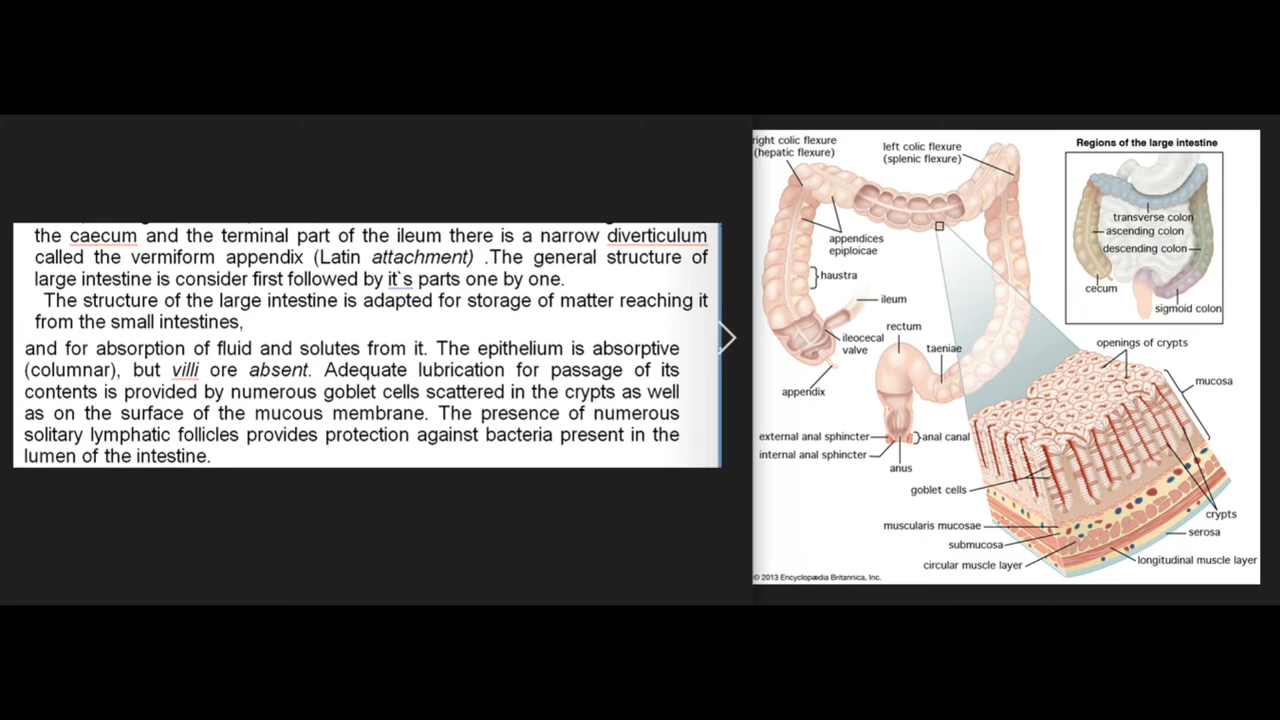 the caecum and the terminal part of the ileum there is a narrow diverticulum
called the vermiform appendix (Latin attachment) .The general structure of
large intestine is consider first followed by it`s parts one by one.
The structure of the large intestine is adapted for storage of matter reaching it
from the small intestines,
and for absorption of fluid and solutes from it. The epithelium is absorptive
(columnar), but villi ore absent. Adequate lubrication for passage of its
contents is provided by numerous goblet cells scattered in the crypts as well
as on the surface of the mucous membrane. The presence of numerous
solitary lymphatic follicles provides protection against bacteria present in the
lumen of the intestine.
right colic flexure
(hepatic flexure)
left colic flexure
(splenic flexure)
appendices
epiploicae
haustra
ileum
rectum
ileocecal
valve
taeniae
appendix
external anal sphincter
anal canal
internal anal sphincter
anus
goblet cells
muscularis mucosae
submucosa
circular muscle layer
© 2013 Encyclopædia Britannica, Inc.
Regions of the large intestine
transverse colon
ascending colon
descending colon
cecum
sigmoid colon
openings of crypts
mucosa
crypts
serosa
longitudinal muscle layer